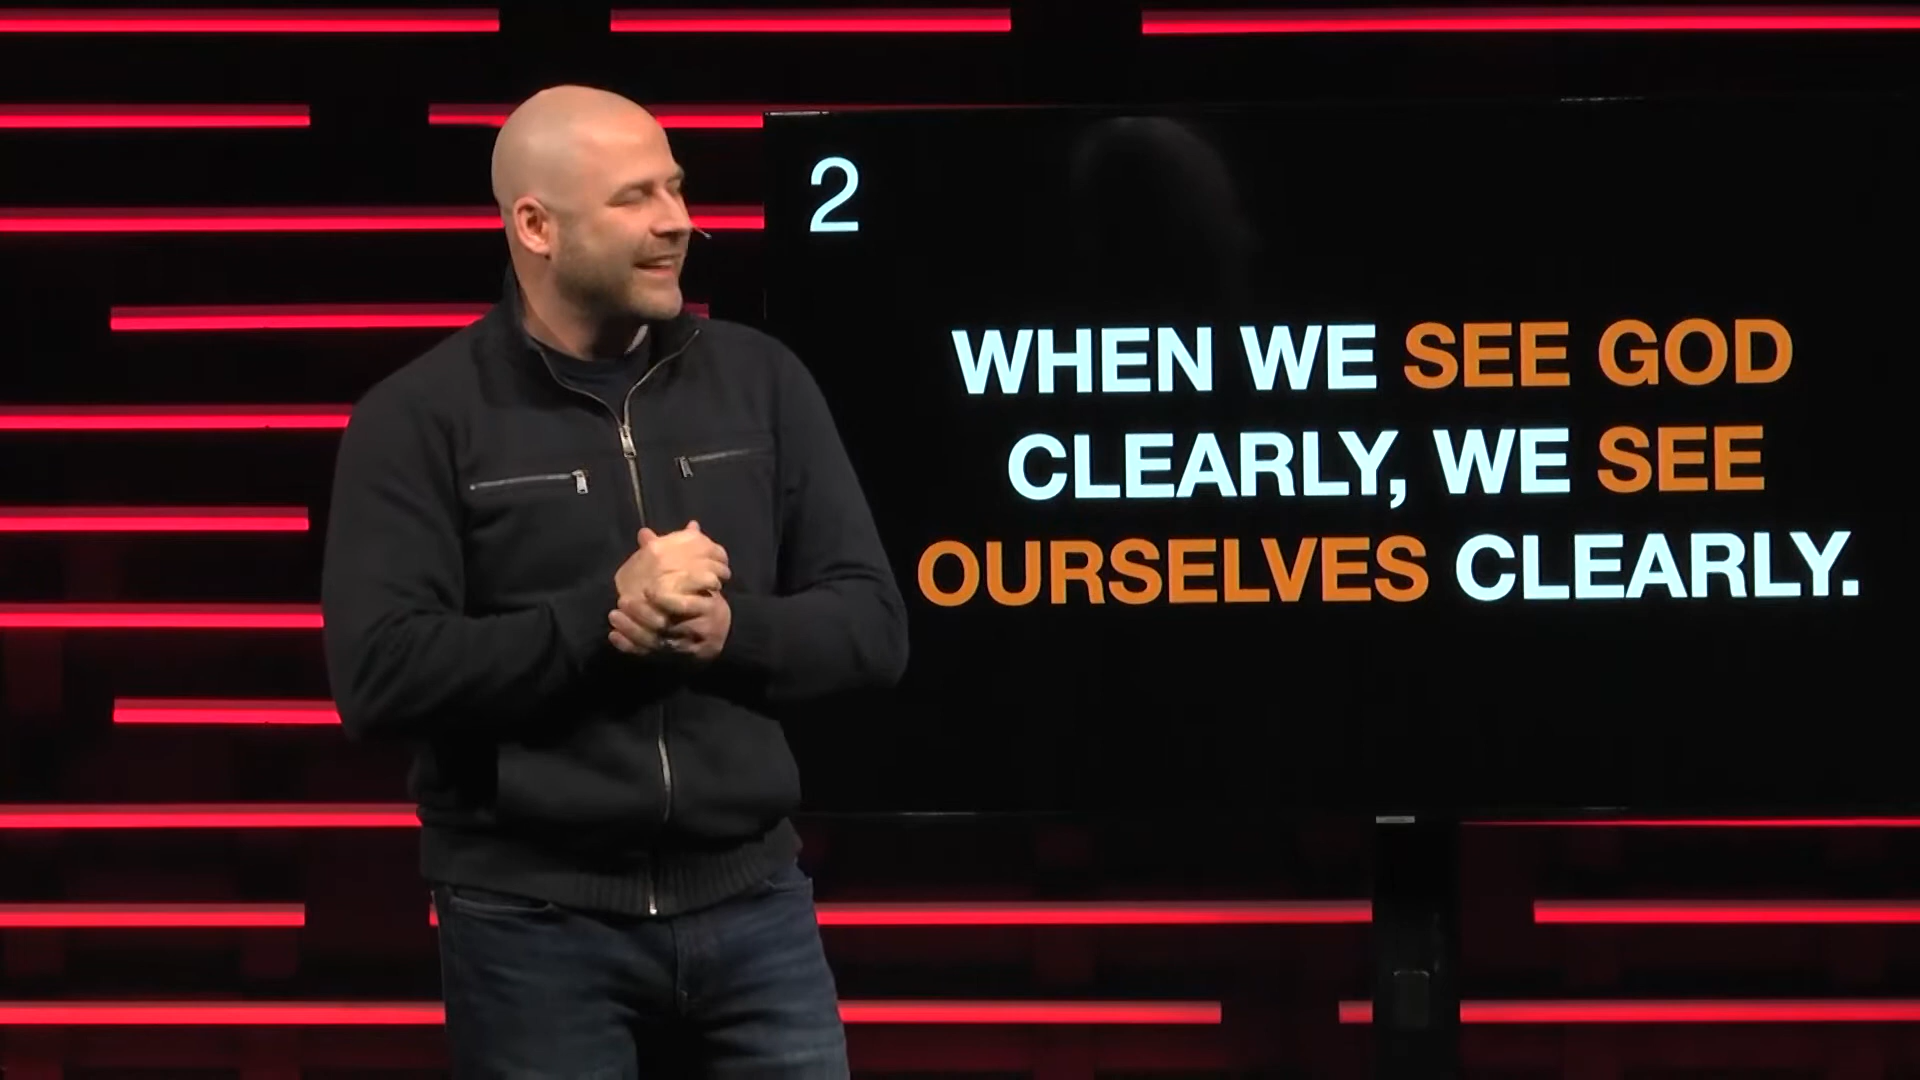 2
WHEN WE SEE GOD
CLEARLY, WE SEE
OURSELVES CLEARLY.